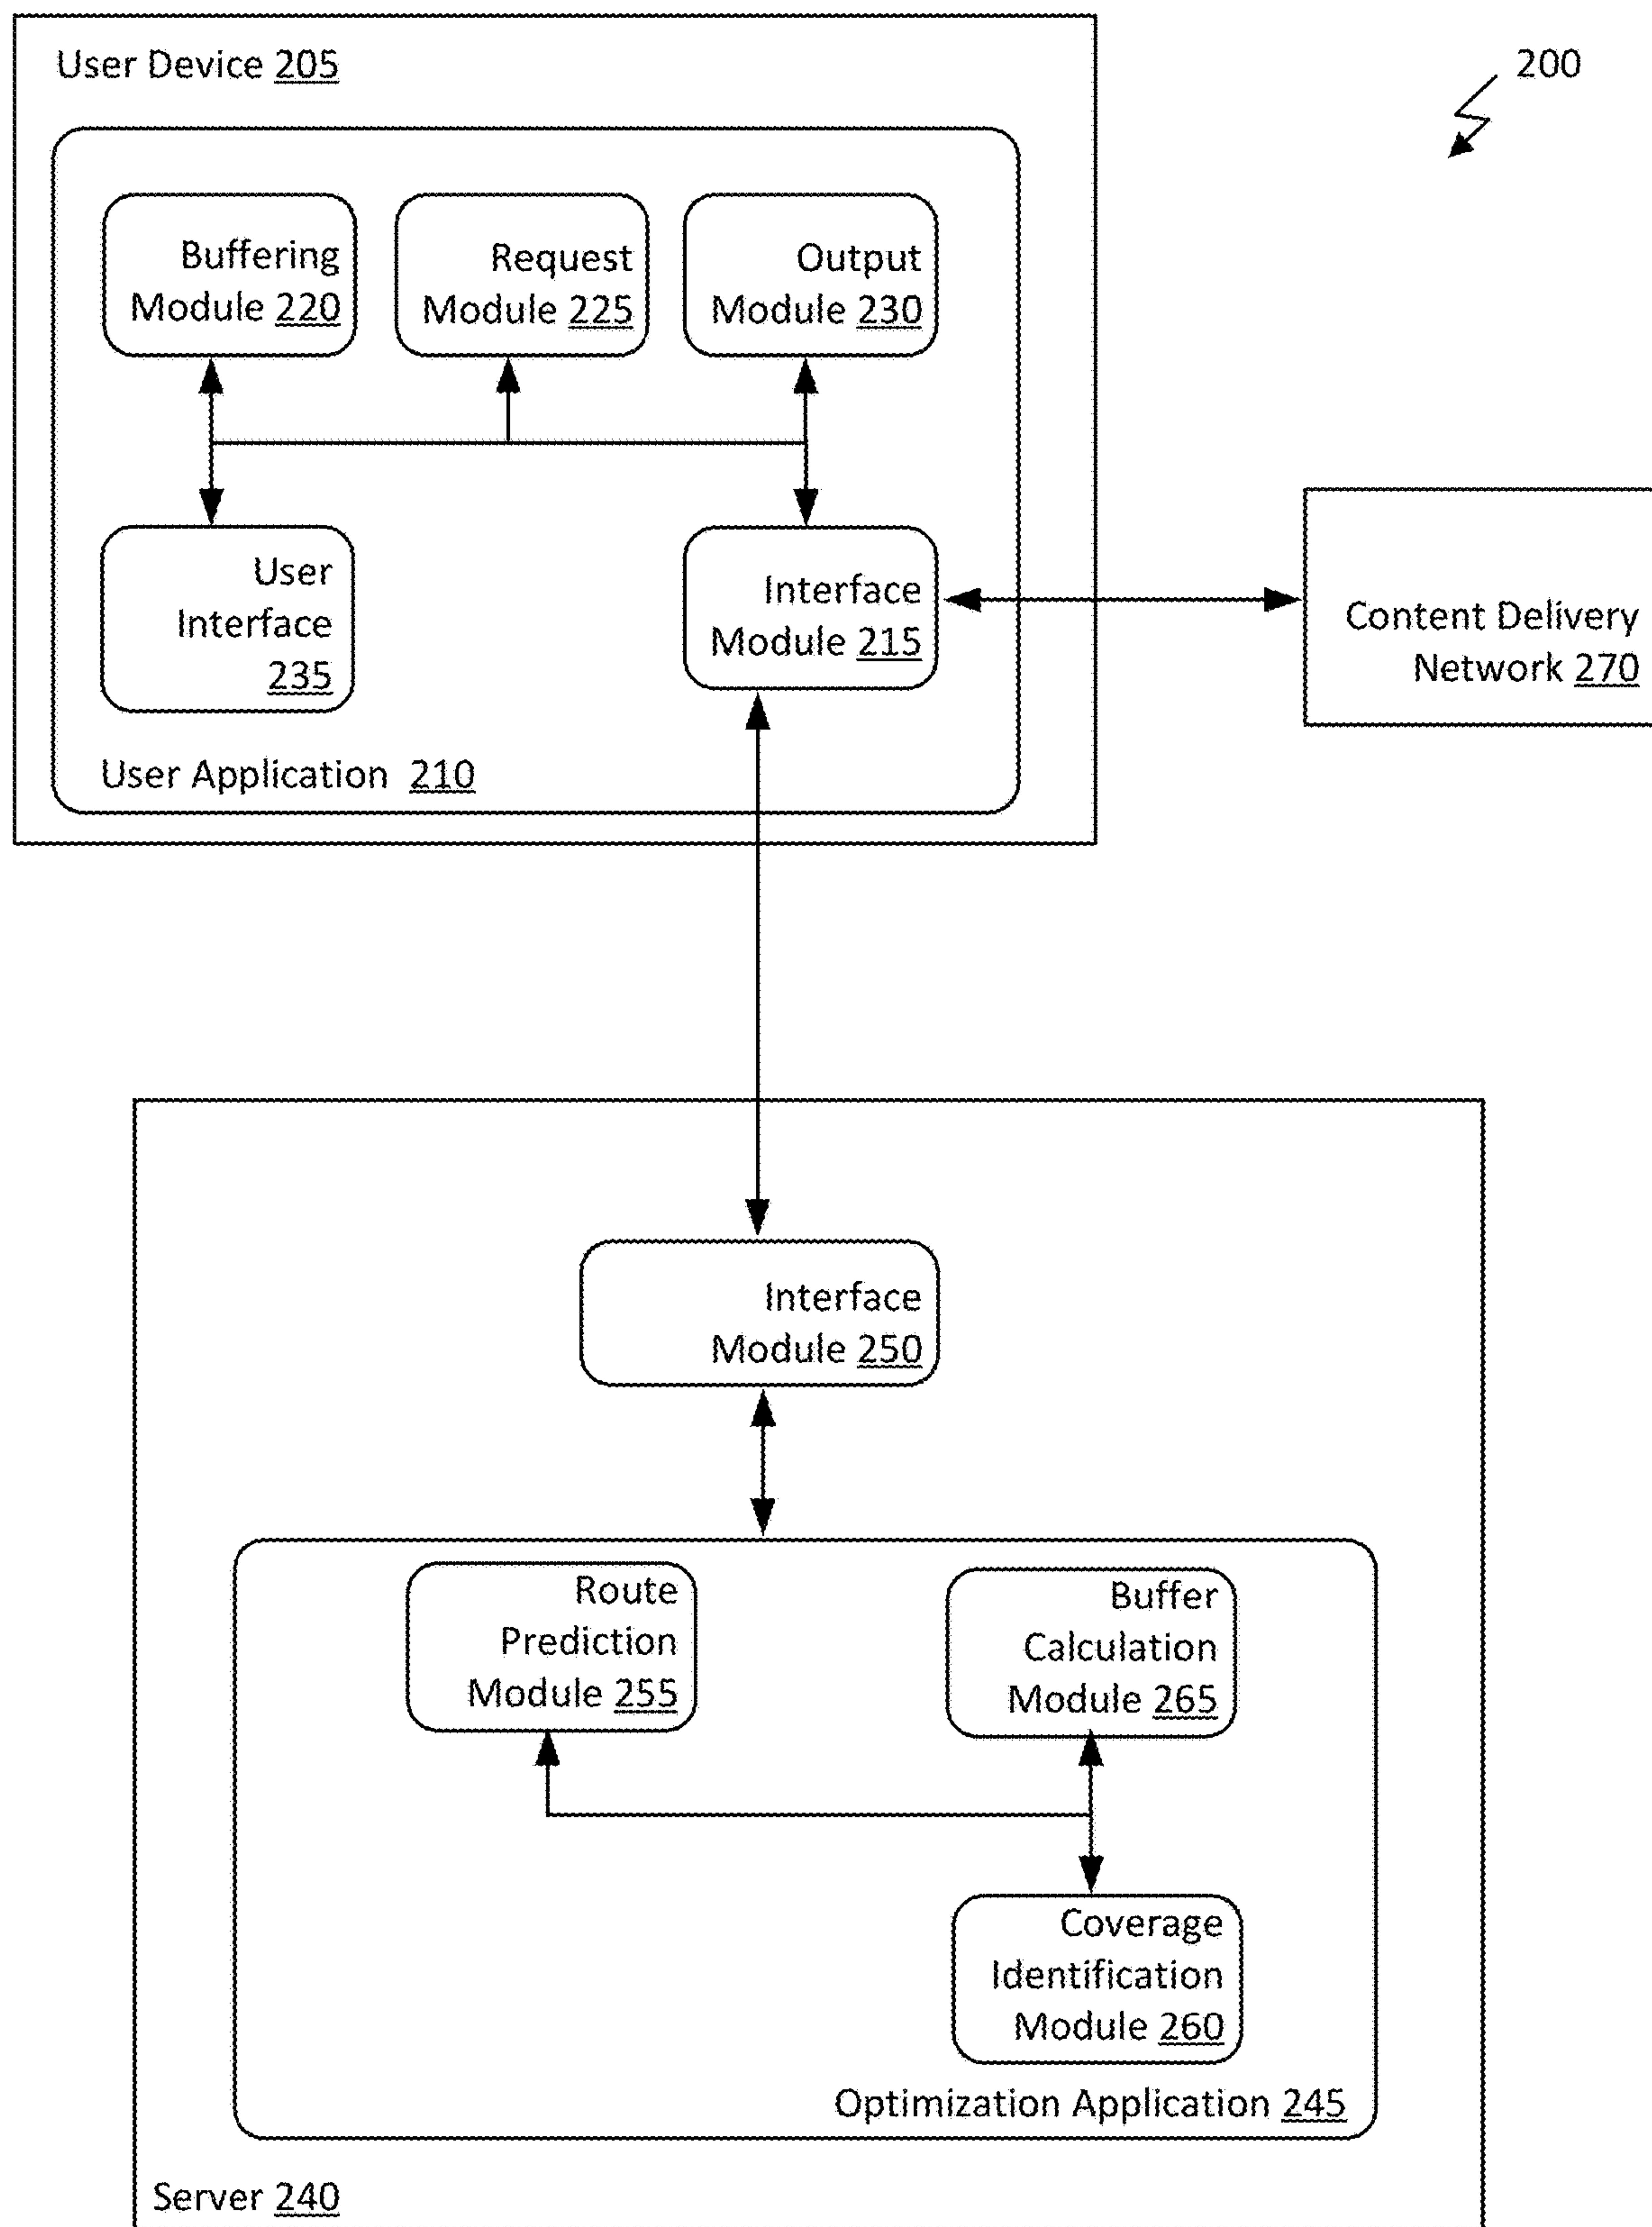 User Device 205
200
Buffering
Module 220
Request
Module 225
Output
Module 230
User
Interface
235
Interface
Module 215
Content Delivery
Network 270
User Application 210
Interface
Module 250
Route
Prediction
Module 255
Buffer
Calculation
Module 265
Coverage
Identification
Module 260
Optimization Application 245
Server 240